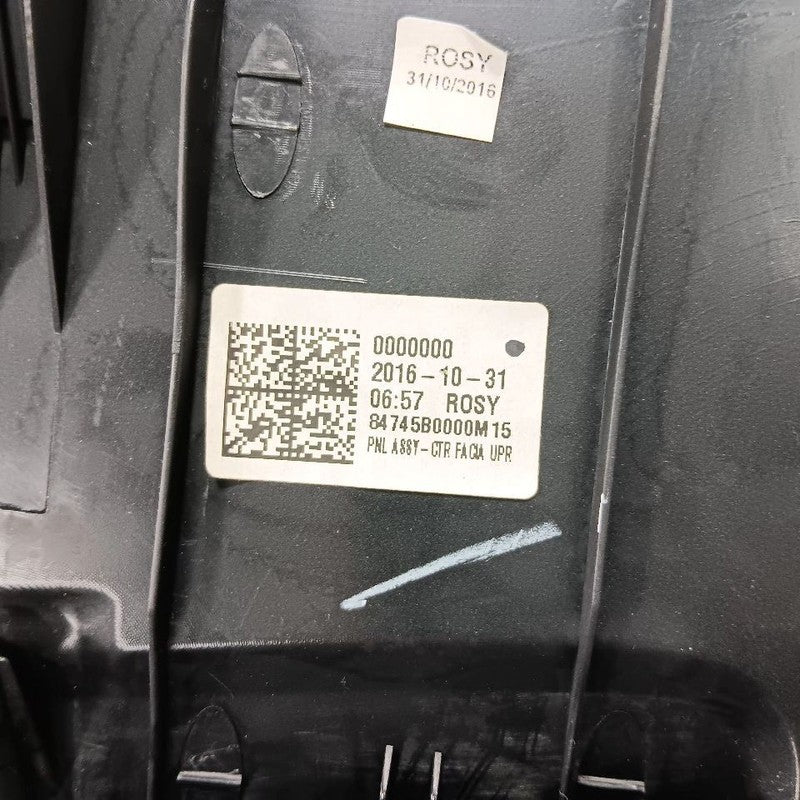 ROSY
31/10/2016
0000000
2016-10-31
06:57 ROSY
84745B0000M15
PNL ASSY-CTR FACIA UPR